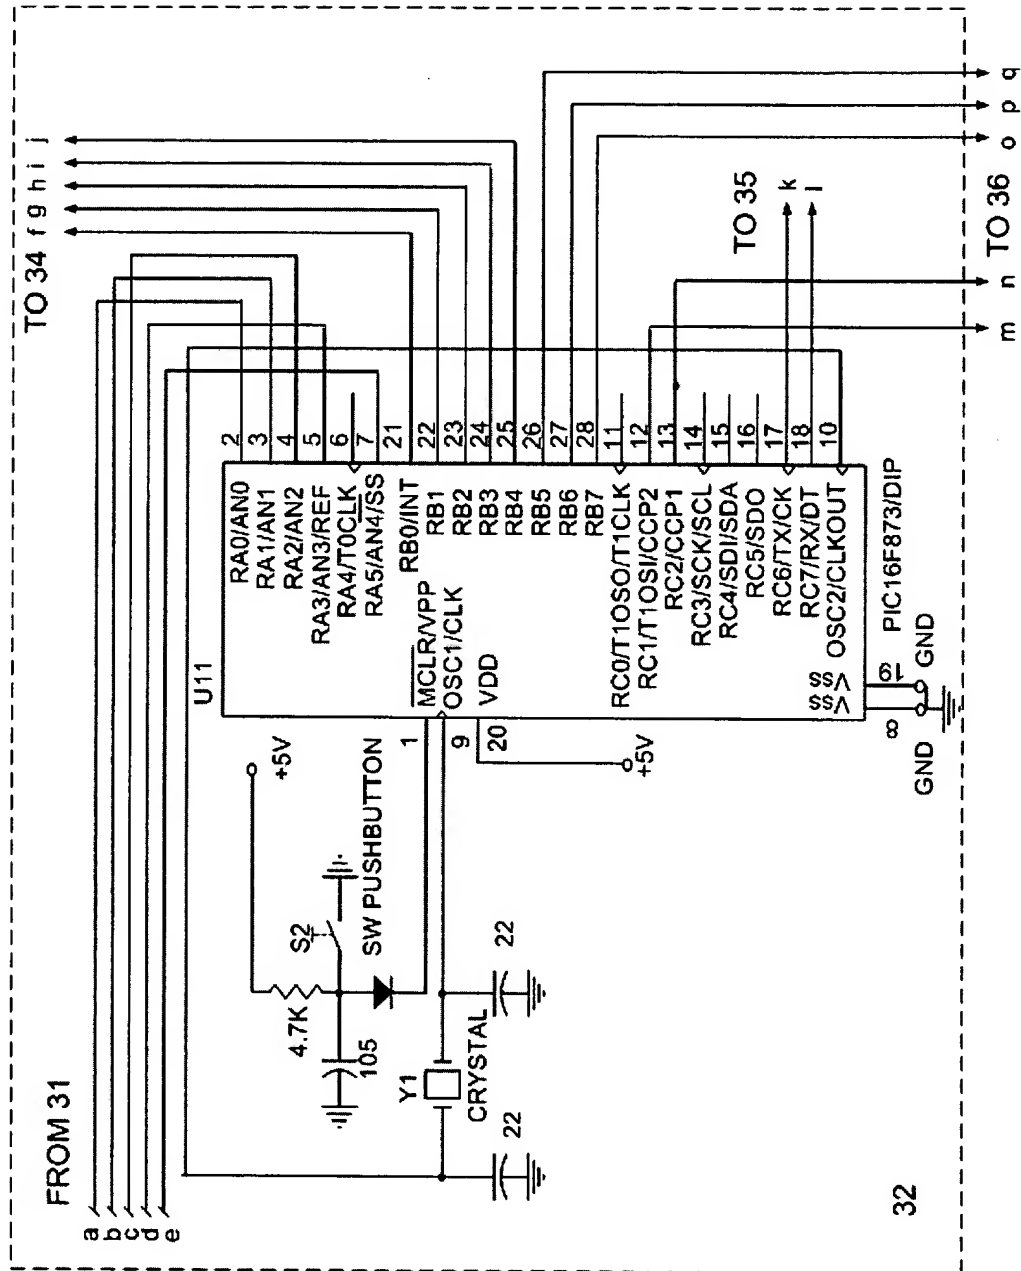 FROM 31
a
b
c
d
e
TO 34
f g h i j
U11
2
RA0/AN0
3
RA1/AN1
4
RA2/AN2
5
RA3/AN3/REF
6
RA4/T0CLK
7
RA5/AN4/SS
21
RB0/INT
22
RB1
23
RB2
24
RB3
25
RB4
26
RB5
27
RB6
28
RB7
11
RC0/T1OSO/T1CLK
12
RC1/T1OSI/CCP2
13
RC2/CCP1
14
RC3/SCK/SCL
15
RC4/SDI/SDA
16
RC5/SDO
17
RC6/TX/CK
18
RC7/RX/DT
10
OSC2/CLKOUT
1
MCLR/VPP
9
OSC1/CLK
20
VDD
+5V
+5V
4.7K
S2
SW PUSHBUTTON
105
Y1
CRYSTAL
22
22
VSS
VSS
8
19
GND
GND
PIC16F873/DIP
TO 35
k
l
TO 36
m n o p q
32